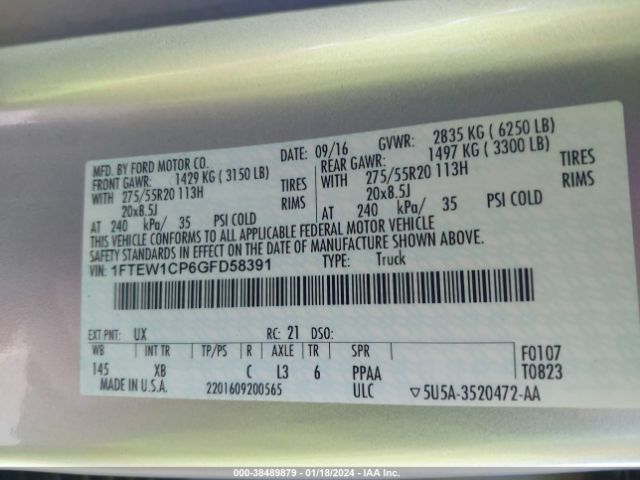 MFD. BY FORD MOTOR CO. DATE: 09/16 GVWR: 2835 KG ( 6250 LB)
FRONT GAWR: 1429 KG ( 3150 LB) REAR GAWR: 1497 KG ( 3300 LB)
WITH 275/55R20 113H TIRES WITH 275/55R20 113H TIRES
20x8.5J RIMS 20x8.5J RIMS
AT 240 kPa/ 35 PSI COLD AT 240 kPa/ 35 PSI COLD
THIS VEHICLE CONFORMS TO ALL APPLICABLE FEDERAL MOTOR VEHICLE
SAFETY STANDARDS IN EFFECT ON THE DATE OF MANUFACTURE SHOWN ABOVE.
VIN: 1FTEW1CP6GFD58391 TYPE: Truck
EXT PNT: UX RC: 21 DSO:
WB INT TR TP/PS R AXLE TR SPR F0107
145 XB C L3 6 PPAA T0823
MADE IN U.S.A. 2201609200565 ULC ▽5U5A-3520472-AA
000-38489879 - 01/18/2024 - IAA Inc.